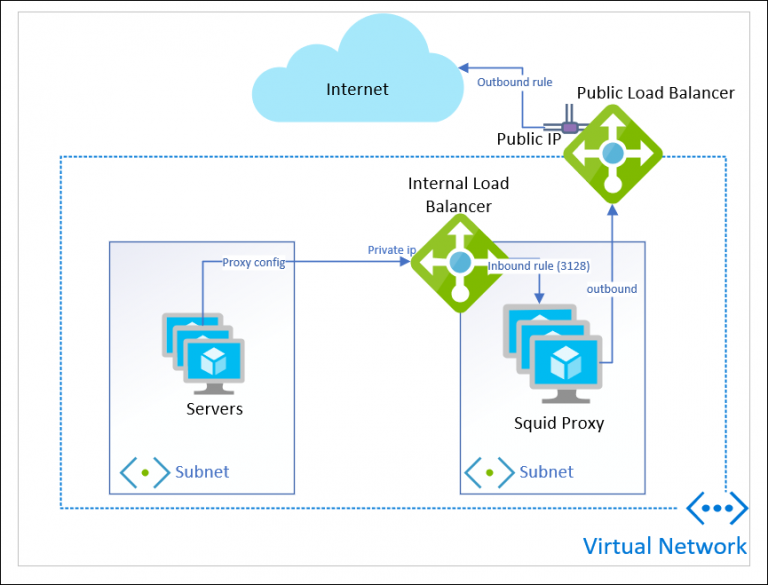 Internet
Outbound rule
Public Load Balancer
Public IP
Internal Load
Balancer
Private ip
Proxy config
Inbound rule (3128)
outbound
Servers
Squid Proxy
Subnet
Subnet
Virtual Network